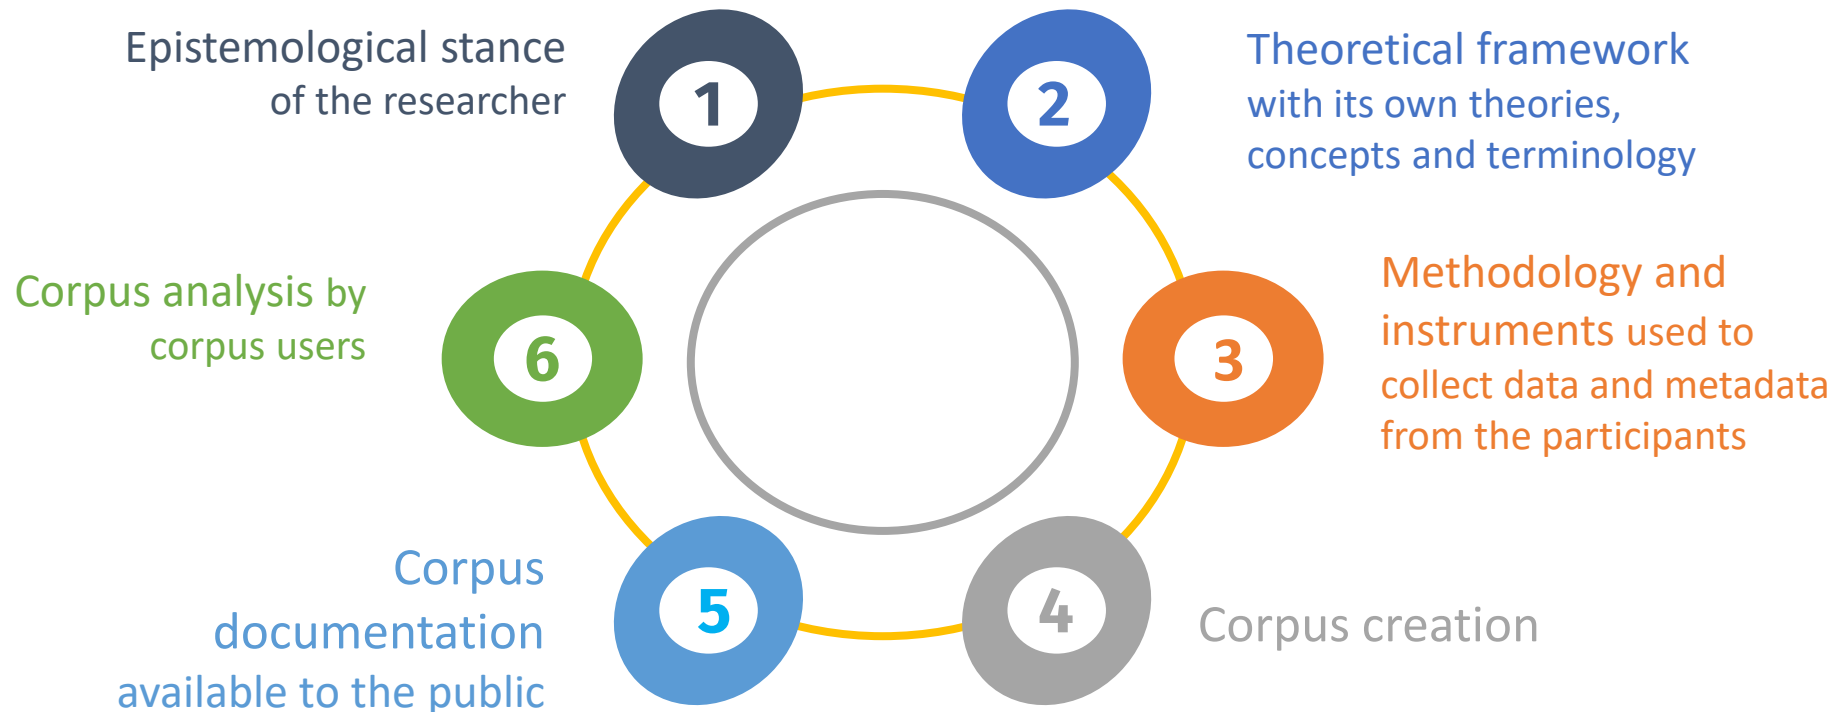 Epistemological stance
of the researcher
1
2
Theoretical framework
with its own theories,
concepts and terminology
3
Methodology and
instruments used to
collect data and metadata
from the participants
4
Corpus creation
5
Corpus
documentation
available to the public
6
Corpus analysis by
corpus users